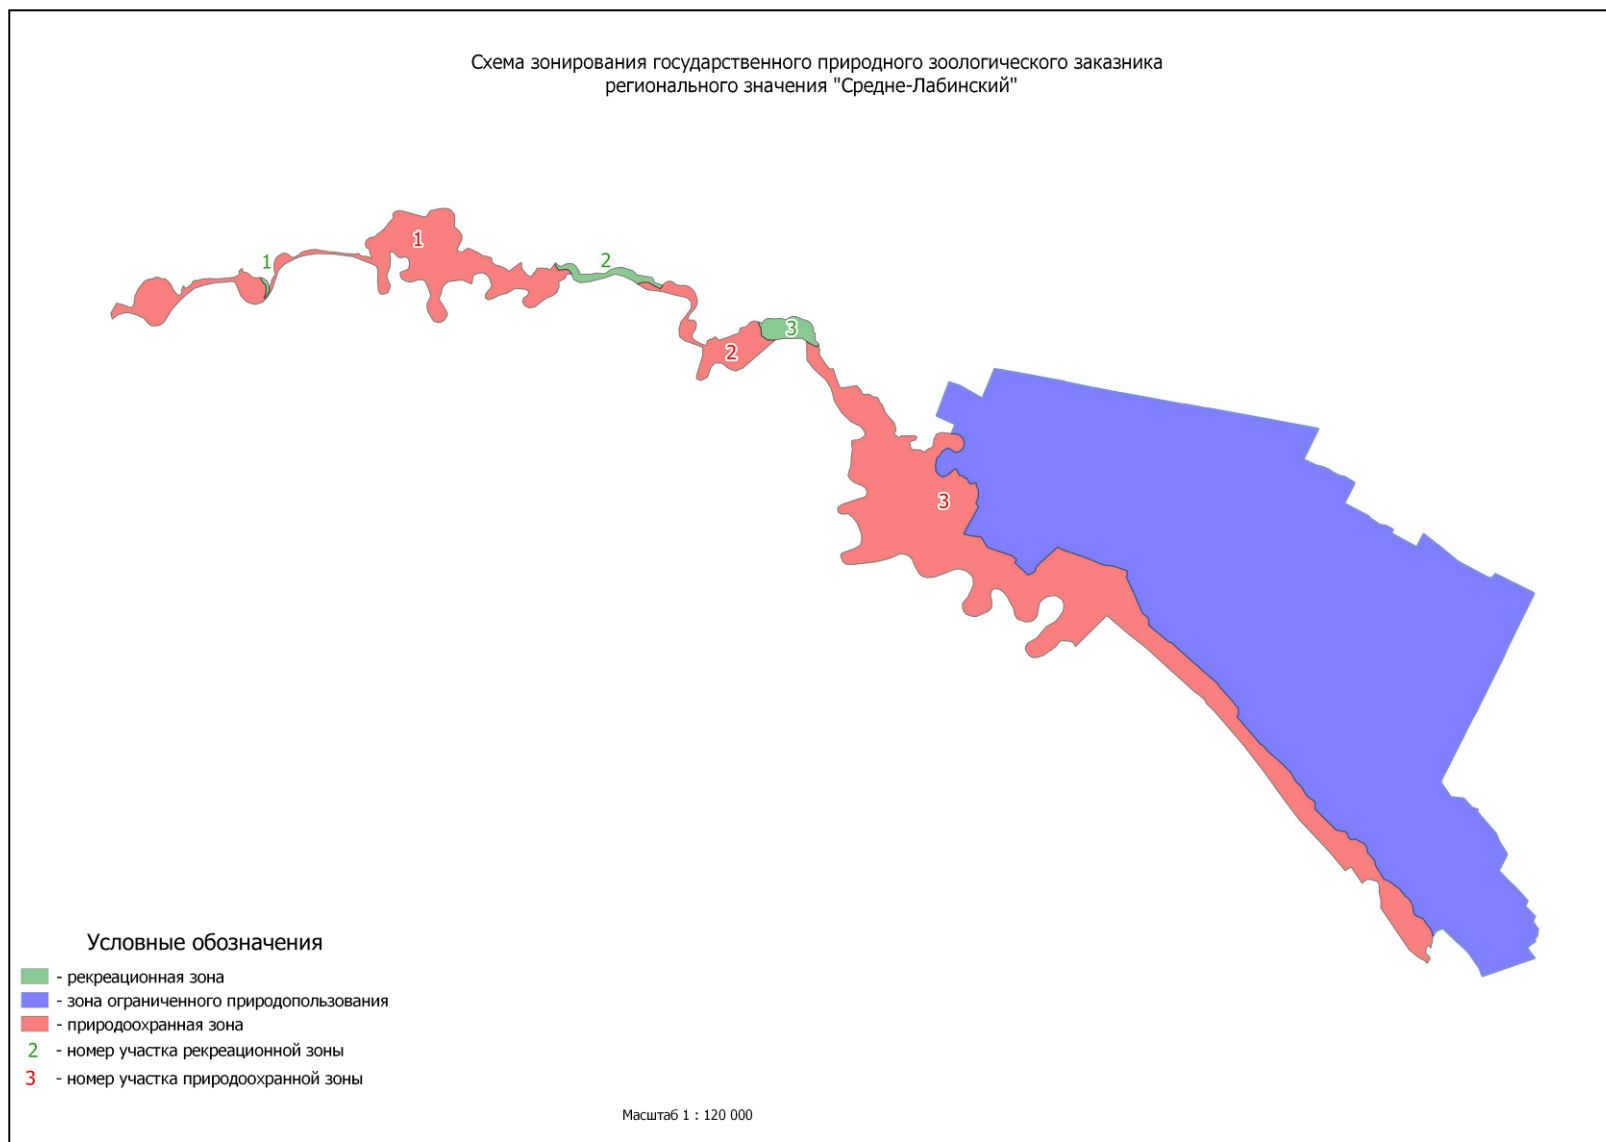 Схема зонирования государственного природного зоологического заказника
регионального значения "Средне-Лабинский"
1
1
2
3
2
3
Условные обозначения
- рекреационная зона
- зона ограниченного природопользования
- природоохранная зона
2 - номер участка рекреационной зоны
3 - номер участка природоохранной зоны
Масштаб 1 : 120 000